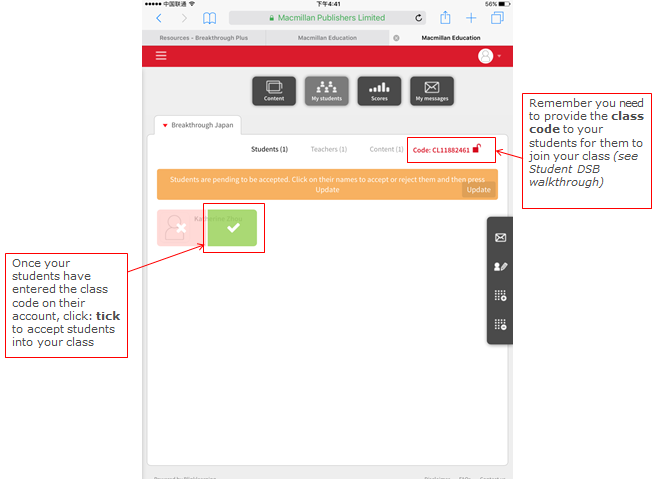 中国联通 下午4:41 56%
Macmillan Publishers Limited
Resources - Breakthrough Plus Macmillan Education Macmillan Education
Content My students Scores My messages
Breakthrough Japan
Students (1) Teachers (1) Content (1) Code: CL11882461
Students are pending to be accepted. Click on their names to accept or reject them and then press
Update
Update
Remember you need
to provide the class
code to your
students for them to
join your class (see
Student DSB
walkthrough)
Once your
students have
entered the class
code on their
account, click: tick
to accept students
into your class